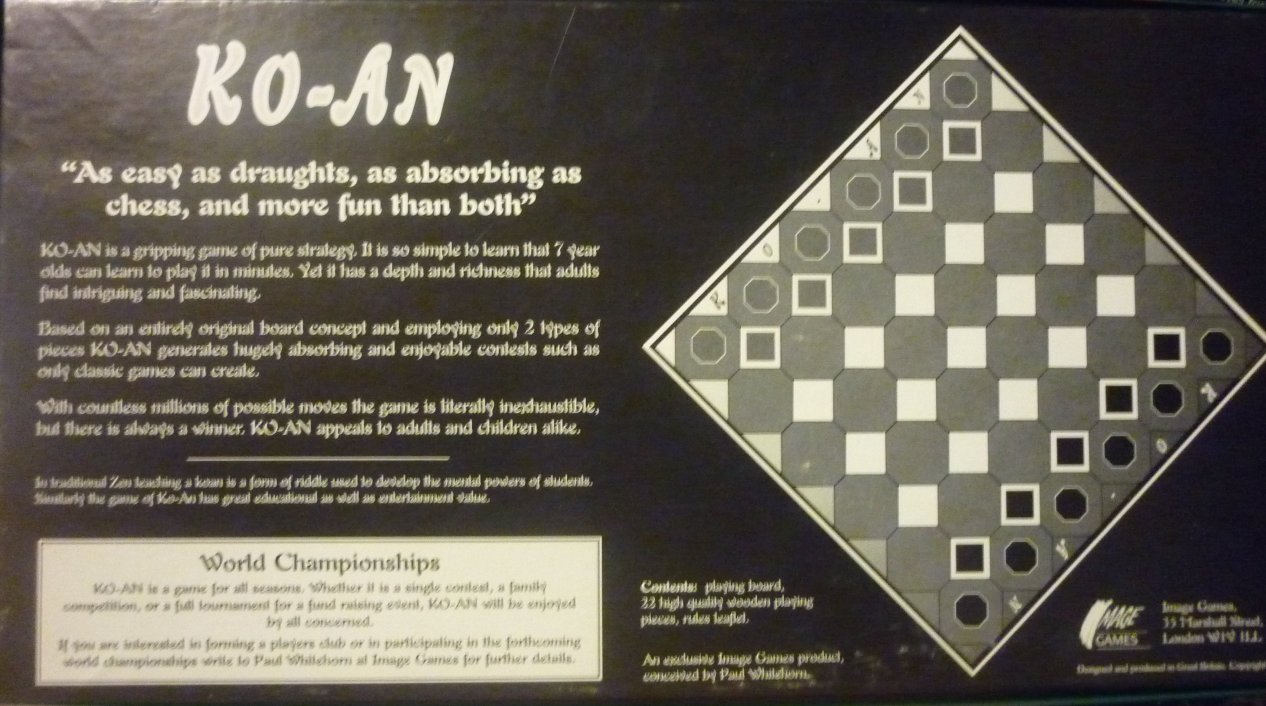 KO-AN
“As easy as draughts, as absorbing as
chess, and more fun than both”
KO-AN is a gripping game of pure strategy. It is so simple to learn that 7 year
olds can learn to play it in minutes. Yet it has a depth and richness that adults
find intriguing and fascinating.
Based on an entirely original board concept and employing only 2 types of
pieces KO-AN generates hugely absorbing and enjoyable contests such as
only classic games can create.
With countless millions of possible moves the game is literally inexhaustible,
but there is always a winner. KO-AN appeals to adults and children alike.
In traditional Zen teaching a koan is a form of riddle used to develop the mental powers of students.
Similarly the game of Ko-An has great educational as well as entertainment value.
World Championships
KO-AN is a game for all seasons. Whether it is a single contest, a family
competition, or a full tournament for a fund raising event, KO-AN will be enjoyed
by all concerned.
If you are interested in forming a players club or in participating in the forthcoming
world championships write to Paul Whitehorn at Image Games for further details.
Contents: playing board,
22 high quality wooden playing
pieces, rules leaflet.
An exclusive Image Games product,
conceived by Paul Whitehorn.
IMAGE
GAMES
Image Games,
Marshall Street,
London
Designed and produced in Great Britain. Copyright